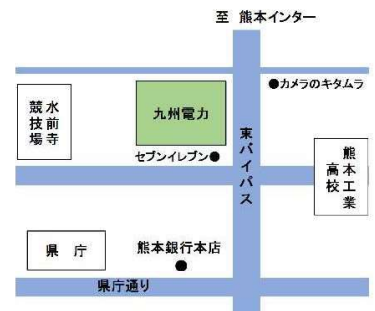 至 熊本インター
●カメラのキタムラ
水前寺
競技場
九州電力
セブンイレブン●
東バイパス
熊本工業
高校
県庁
熊本銀行本店
県庁通り